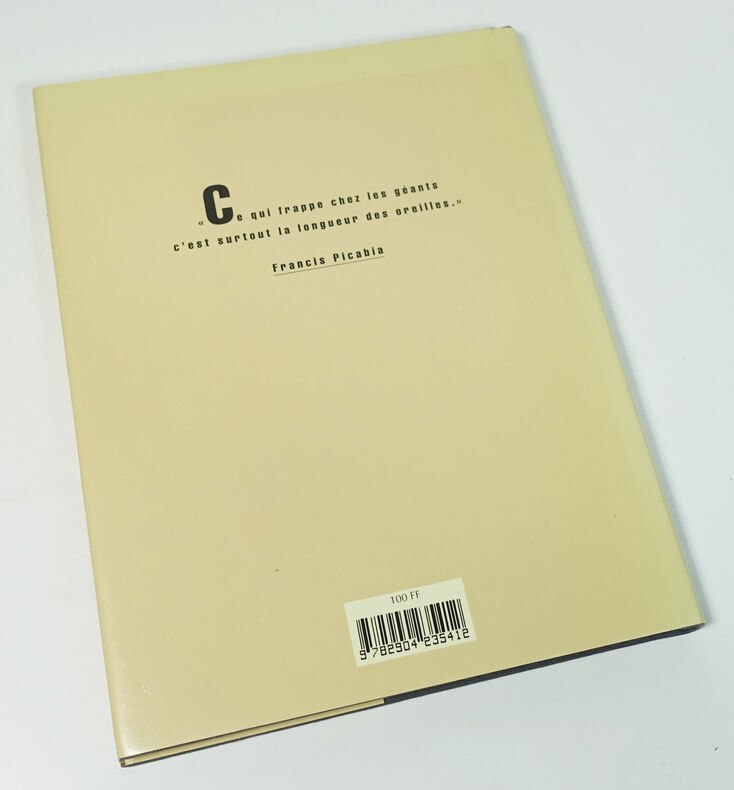 « Ce qui frappe chez les géants
c'est surtout la longueur des oreilles.»
Francis Picabia
100 FF
9 782904 235412